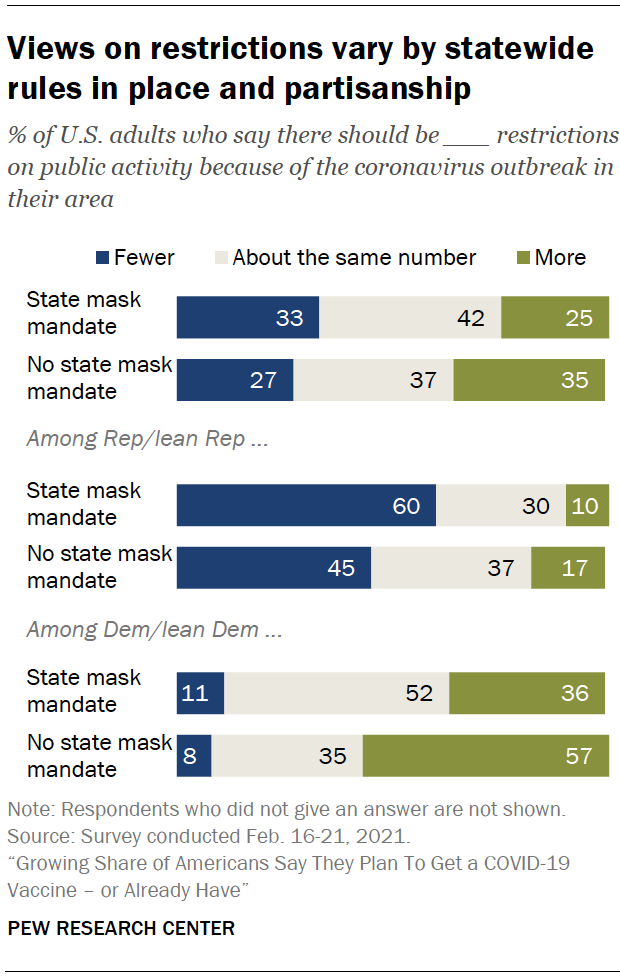 Views on restrictions vary by statewide
rules in place and partisanship
% of U.S. adults who say there should be ___ restrictions
on public activity because of the coronavirus outbreak in
their area
Fewer About the same number More
State mask
mandate
33 42 25
No state mask
mandate
27 37 35
Among Rep/lean Rep ...
State mask
mandate
60 30 10
No state mask
mandate
45 37 17
Among Dem/lean Dem ...
State mask
mandate
11 52 36
No state mask
mandate
8 35 57
Note: Respondents who did not give an answer are not shown.
Source: Survey conducted Feb. 16-21, 2021.
“Growing Share of Americans Say They Plan To Get a COVID-19
Vaccine – or Already Have”
PEW RESEARCH CENTER